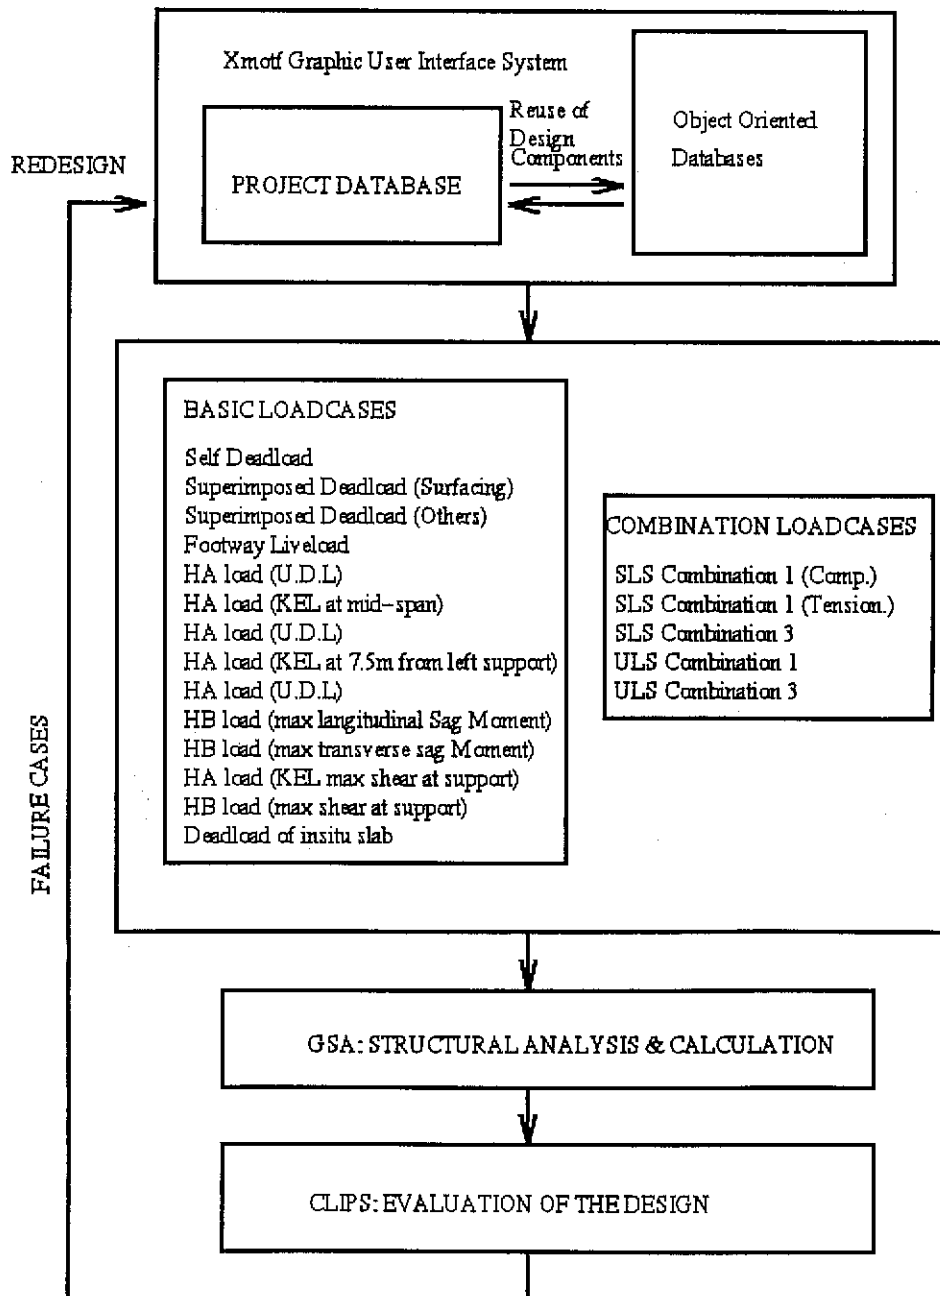 Xmotf Graphic User Interface System
Reuse of
Design
Components
Object Oriented
Databases
PROJECT DATABASE
REDESIGN
BASIC LOADCASES
Self Deadload
Superimposed Deadload (Surfacing)
Superimposed Deadload (Others)
Footway Liveload
HA load (U.D.L)
HA load (KEL at mid-span)
HA load (U.D.L)
HA load (KEL at 7.5m from left support)
HA load (U.D.L)
HB load (max langitudinal Sag Moment)
HB load (max transverse sag Moment)
HA load (KEL max shear at support)
HB load (max shear at support)
Deadload of insitu slab
COMBINATION LOADCASES
SLS Combination 1 (Comp.)
SLS Combination 1 (Tension.)
SLS Combination 3
ULS Combination 1
ULS Combination 3
FAILURE CASES
GSA: STRUCTURAL ANALYSIS & CALCULATION
CLIPS: EVALUATION OF THE DESIGN